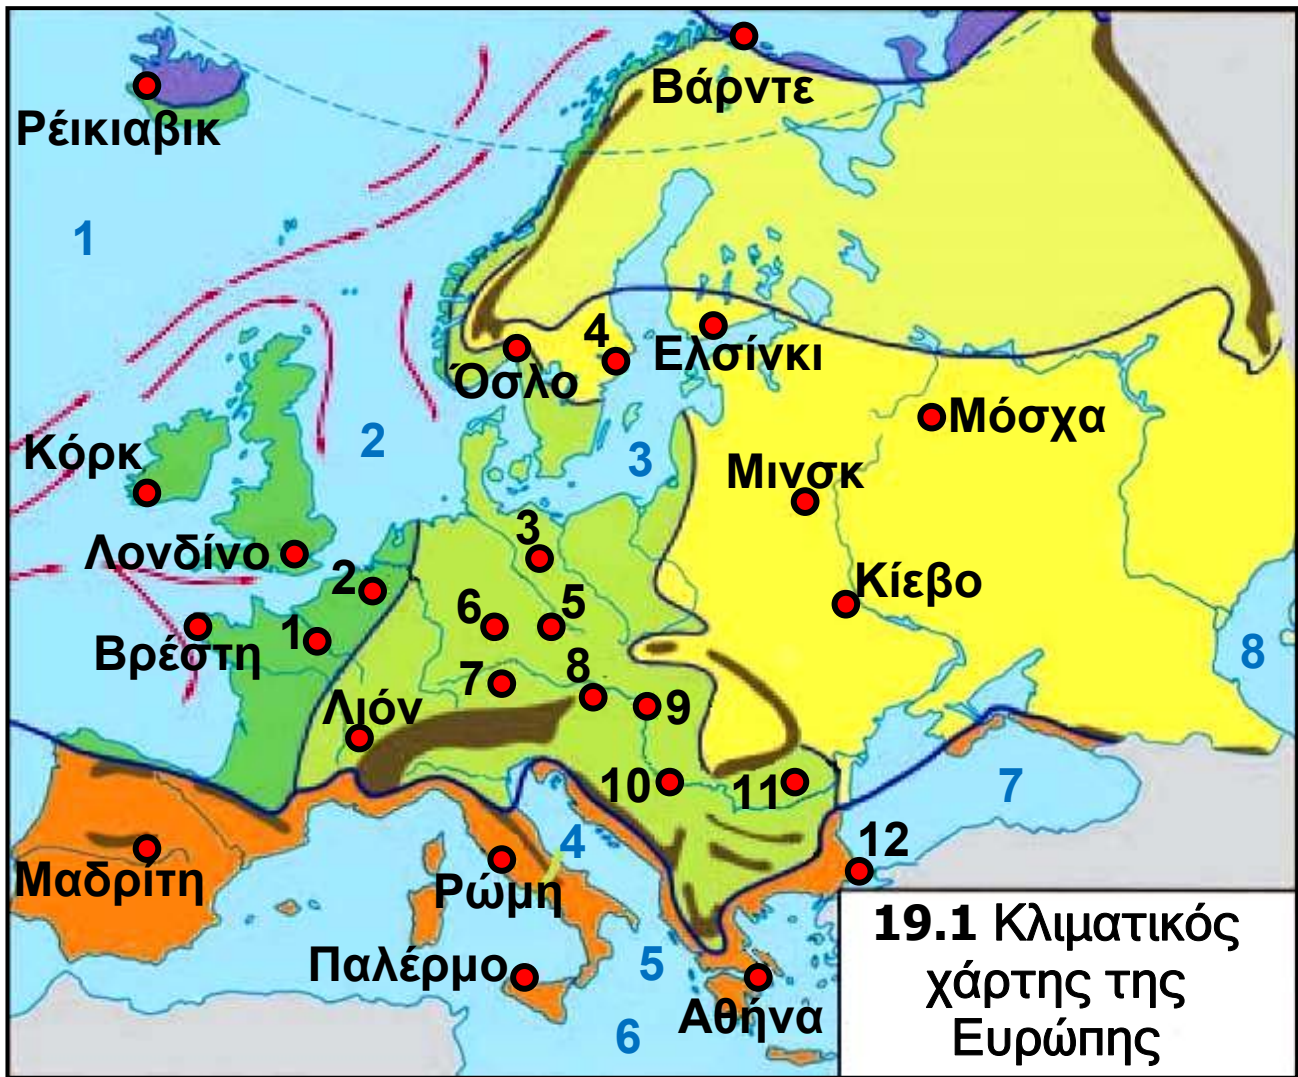 Βάρντε
Ρέικιαβικ
1
4
Ελσίνκι
Όσλο
Μόσχα
2
Κόρκ
3
Μινσκ
3
Λονδίνο
2
Κίεβο
6
5
Βρέστη
1
8
7
8
Λιόν
9
10
11
7
4
12
Μαδρίτη
Ρώμη
19.1 Κλιματικός
χάρτης της
Ευρώπης
Παλέρμο
5
Αθήνα
6